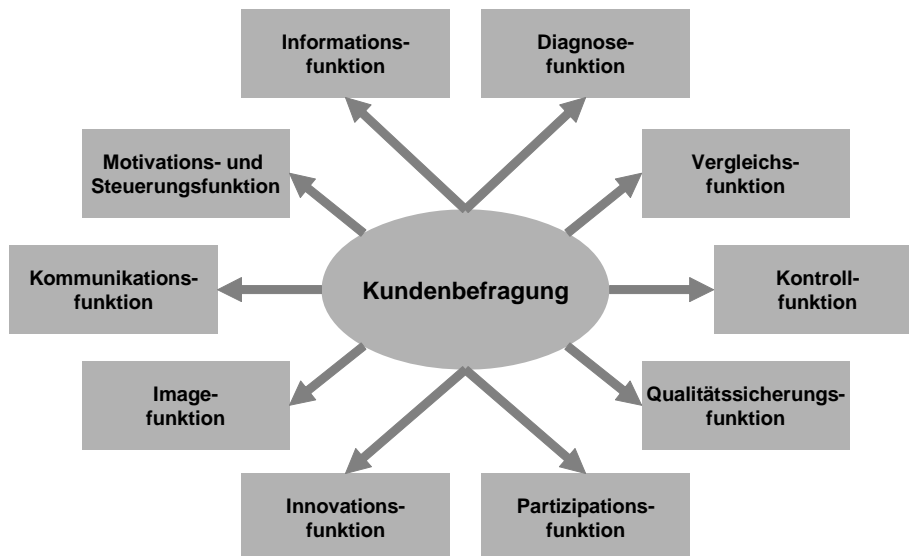 Informations-
funktion
Diagnose-
funktion
Motivations- und
Steuerungsfunktion
Vergleichs-
funktion
Kommunikations-
funktion
Kundenbefragung
Kontroll-
funktion
Image-
funktion
Qualitätssicherungs-
funktion
Innovations-
funktion
Partizipations-
funktion